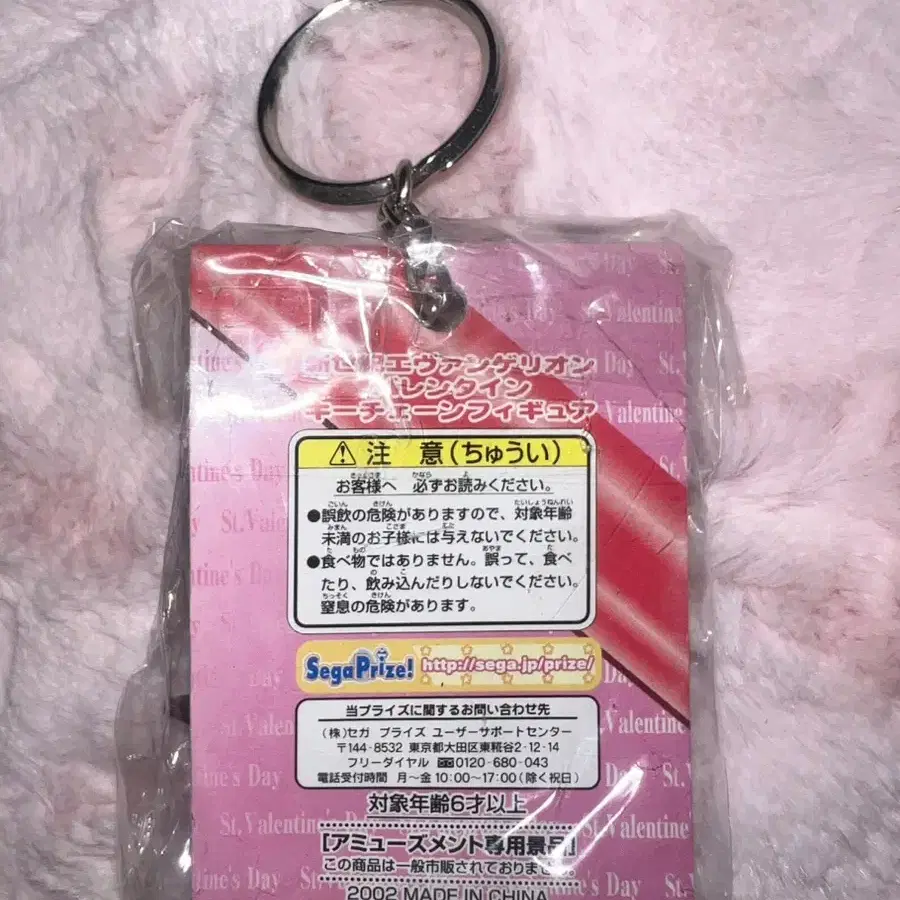 新世紀エヴァンゲリオン
バレンタイン
キーチェーンフィギュア
⚠注 意(ちゅうい)
お客様へ 必ずお読みください。
●誤飲の危険がありますので、対象年齢
未満のお子様には与えないでください。
●食べ物ではありません。誤って、食べ
たり、飲み込んだりしないでください。
窒息の危険があります。
SegaPrize! http://sega.jp/prize/
当プライズに関するお問い合わせ先
(株)セガ プライズ ユーザーサポートセンター
〒144-8532 東京都大田区東糀谷2-12-14
フリーダイヤル 0120-680-043
電話受付時間 月〜金10:00〜17:00(除く祝日)
対象年齢6才以上
[アミューズメント専用景品]
この商品は一般市販されておりません。
2002 MADE IN CHINA
St.Valentine's Day